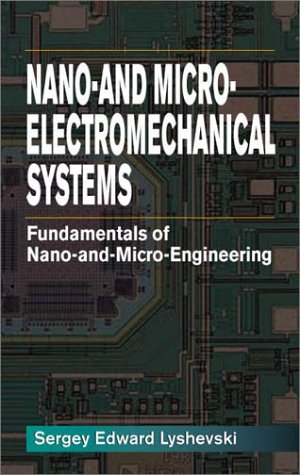 NANO-AND MICRO-
ELECTROMECHANICAL
SYSTEMS
Fundamentals of
Nano-and-Micro-Engineering
Sergey Edward Lyshevski